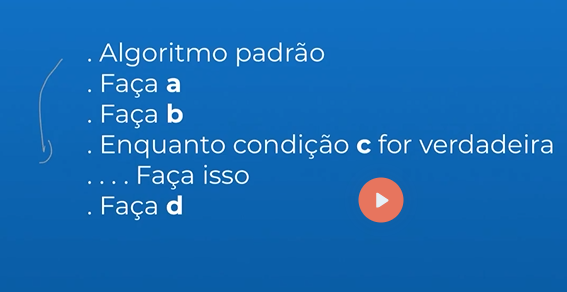 . Algoritmo padrão
. Faça a
. Faça b
. Enquanto condição c for verdadeira
. . . . Faça isso
. Faça d